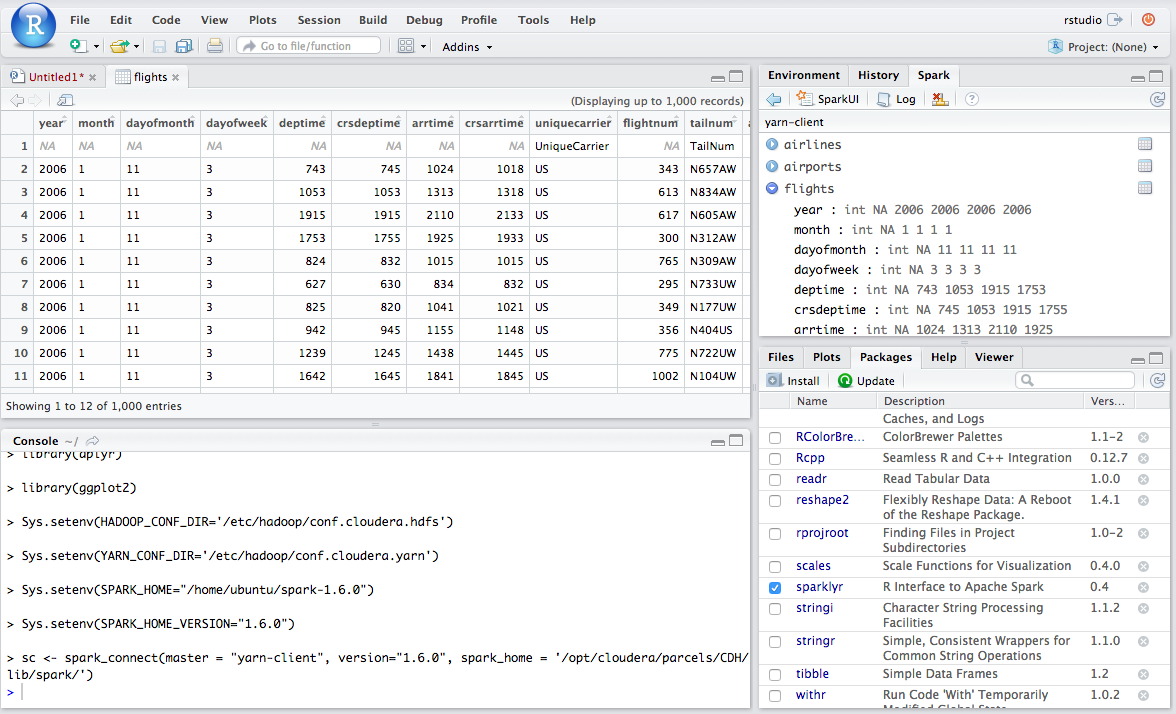 R File Edit Code View Plots Session Build Debug Profile Tools Help rstudio
Go to file/function Addins Project: (None)
Untitled1* flights
(Displaying up to 1,000 records)
year month dayofmonth dayofweek deptime crsdeptime arrtime crsarrtime uniquecarrier flightnum tailnum
1 NA NA NA NA NA NA NA NA UniqueCarrier NA TailNum
2 2006 1 11 3 743 745 1024 1018 US 343 N657AW
3 2006 1 11 3 1053 1053 1313 1318 US 613 N834AW
4 2006 1 11 3 1915 1915 2110 2133 US 617 N605AW
5 2006 1 11 3 1753 1755 1925 1933 US 300 N312AW
6 2006 1 11 3 824 832 1015 1015 US 765 N309AW
7 2006 1 11 3 627 630 834 832 US 295 N733UW
8 2006 1 11 3 825 820 1041 1021 US 349 N177UW
9 2006 1 11 3 942 945 1155 1148 US 356 N404US
10 2006 1 11 3 1239 1245 1438 1445 US 775 N722UW
11 2006 1 11 3 1642 1645 1841 1845 US 1002 N104UW
Showing 1 to 12 of 1,000 entries
Console ~/
> library(dplyr)
> library(ggplot2)
> Sys.setenv(HADOOP_CONF_DIR='/etc/hadoop/conf.cloudera.hdfs')
> Sys.setenv(YARN_CONF_DIR='/etc/hadoop/conf.cloudera.yarn')
> Sys.setenv(SPARK_HOME="/home/ubuntu/spark-1.6.0")
> Sys.setenv(SPARK_HOME_VERSION="1.6.0")
> sc <- spark_connect(master = "yarn-client", version="1.6.0", spark_home = '/opt/cloudera/parcels/CDH/
lib/spark/')
>
Environment History Spark
SparkUI Log ?
yarn-client
airlines
airports
flights
year : int NA 2006 2006 2006 2006
month : int NA 1 1 1 1
dayofmonth : int NA 11 11 11 11
dayofweek : int NA 3 3 3 3
deptime : int NA 743 1053 1915 1753
crsdeptime : int NA 745 1053 1915 1755
arrtime : int NA 1024 1313 2110 1925
Files Plots Packages Help Viewer
Install Update
Name Description Vers...
Caches, and Logs
RColorBre... ColorBrewer Palettes 1.1-2
Rcpp Seamless R and C++ Integration 0.12.7
readr Read Tabular Data 1.0.0
reshape2 Flexibly Reshape Data: A Reboot 1.4.1
of the Reshape Package.
rprojroot Finding Files in Project 1.0-2
Subdirectories
scales Scale Functions for Visualization 0.4.0
sparklyr R Interface to Apache Spark 0.4
stringi Character String Processing 1.1.2
Facilities
stringr Simple, Consistent Wrappers for 1.1.0
Common String Operations
tibble Simple Data Frames 1.2
withr Run Code 'With' Temporarily 1.0.2
Modified Global State